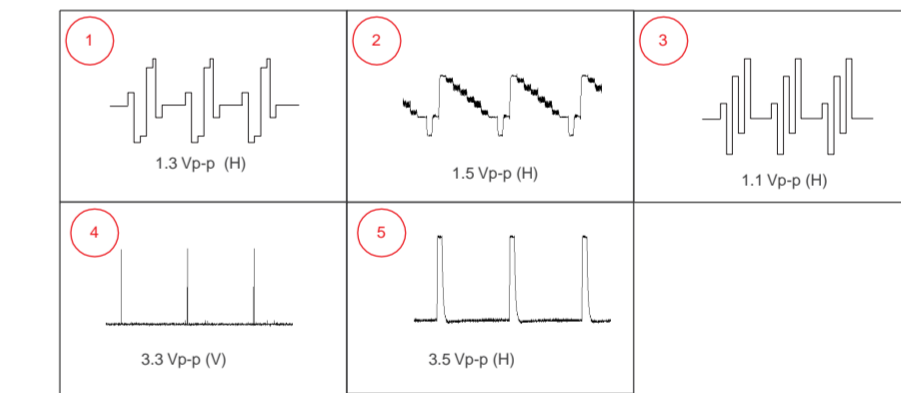 1
2
3
1.3 Vp-p (H)
1.5 Vp-p (H)
1.1 Vp-p (H)
4
5
3.3 Vp-p (V)
3.5 Vp-p (H)